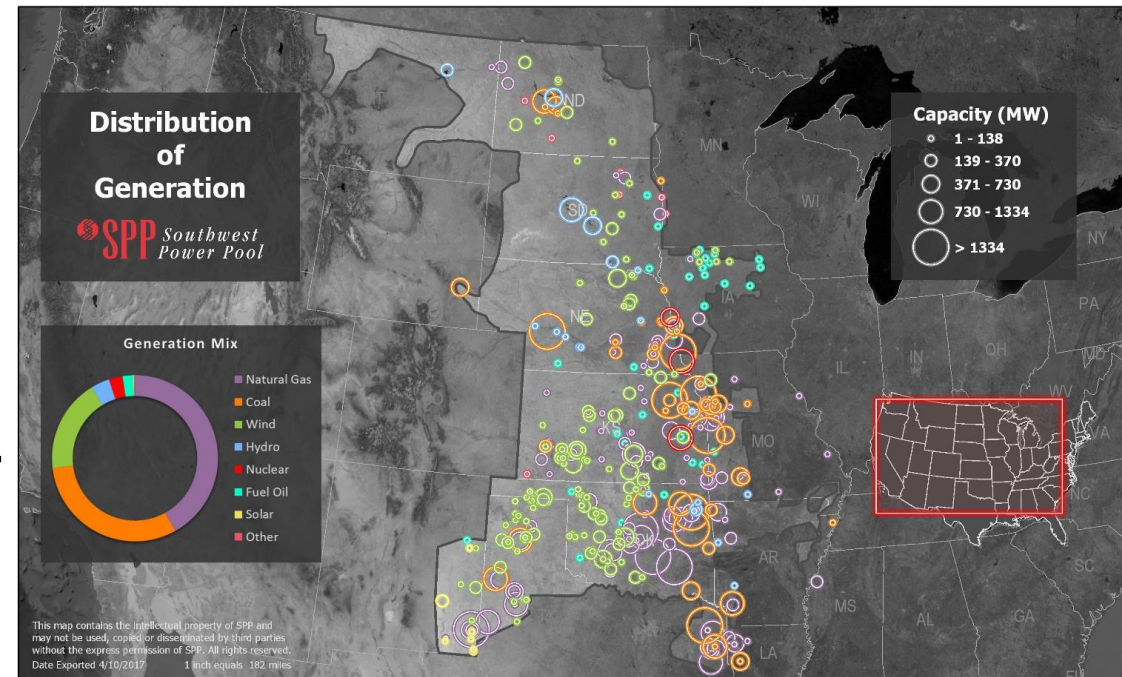 Distribution
of
Generation
SPP Southwest
Power Pool
Capacity (MW)
1 - 138
139 - 370
371 - 730
730 - 1334
> 1334
Generation Mix
Natural Gas
Coal
Wind
Hydro
Nuclear
Fuel Oil
Solar
Other
ND
MN
SD
WI
NY
IA
NE
PA
IL
IN
OH
MD
WV
VA
KS
MO
NC
OK
AR
SC
MS
AL
GA
LA
This map contains the intellectual property of SPP and
may not be used, copied or disseminated by third parties
without the express permission of SPP. All rights reserved.
Date Exported 4/10/2017 1 inch equals 182 miles